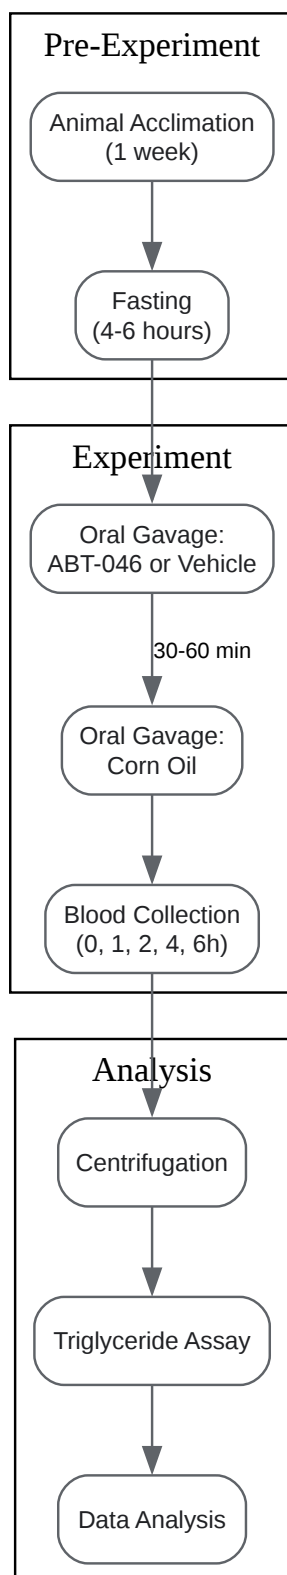 Pre-Experiment
Animal Acclimation
(1 week)
Fasting
(4-6 hours)
Experiment
Oral Gavage:
ABT-046 or Vehicle
30-60 min
Oral Gavage:
Corn Oil
Blood Collection
(0, 1, 2, 4, 6h)
Analysis
Centrifugation
Triglyceride Assay
Data Analysis